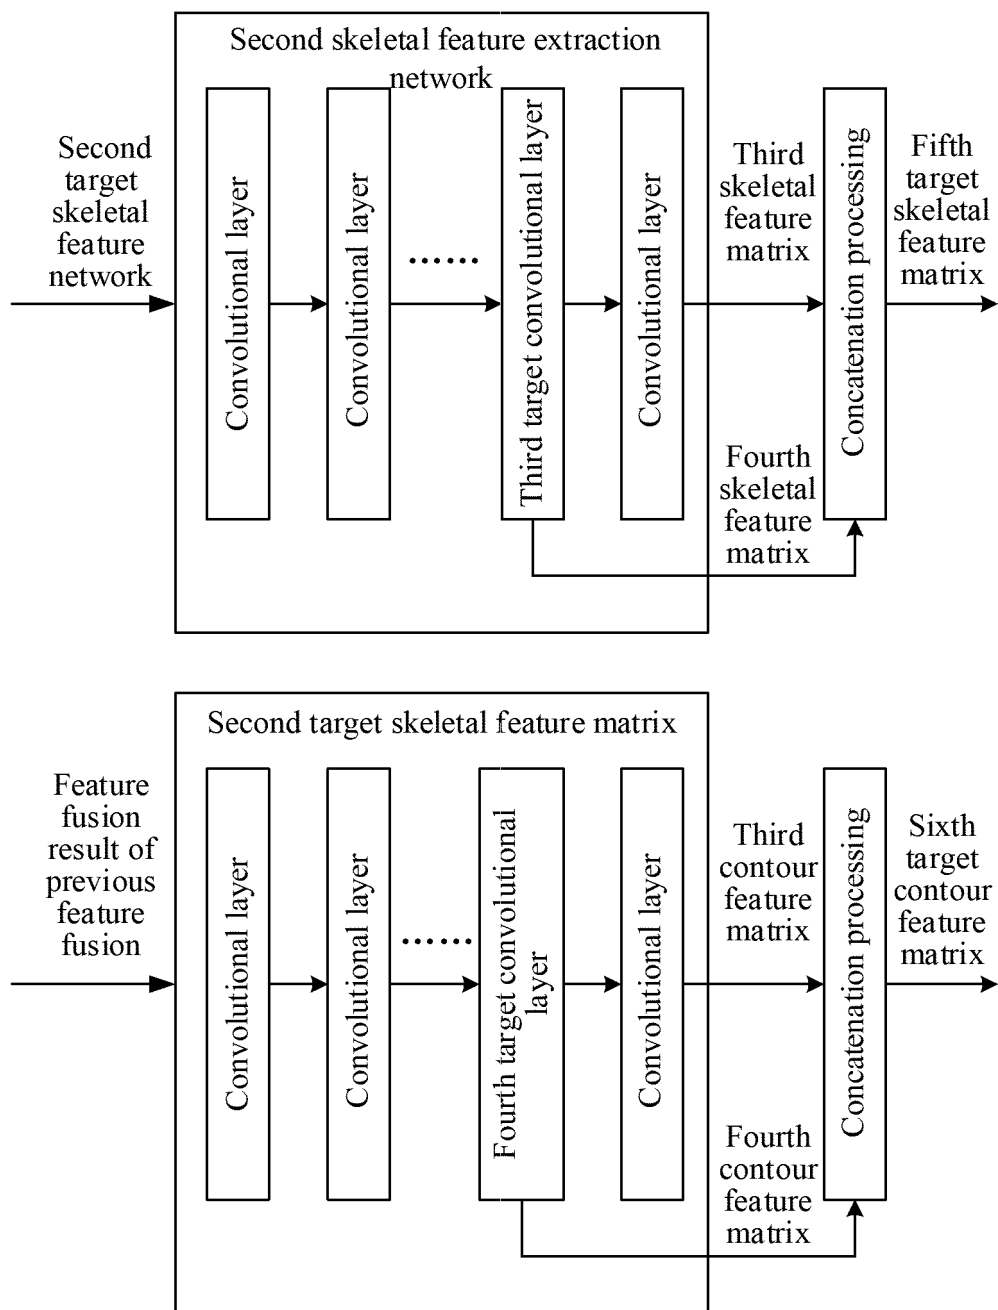 Second skeletal feature extraction
network
Second
target
skeletal
feature
network
Convolutional layer
Convolutional layer
......
Third target convolutional layer
Convolutional layer
Third
skeletal
feature
matrix
Fourth
skeletal
feature
matrix
Concatenation processing
Fifth
target
skeletal
feature
matrix
Second target skeletal feature matrix
Feature
fusion
result of
previous
feature
fusion
Convolutional layer
Convolutional layer
......
Fourth target convolutional
layer
Convolutional layer
Third
contour
feature
matrix
Fourth
contour
feature
matrix
Concatenation processing
Sixth
target
contour
feature
matrix